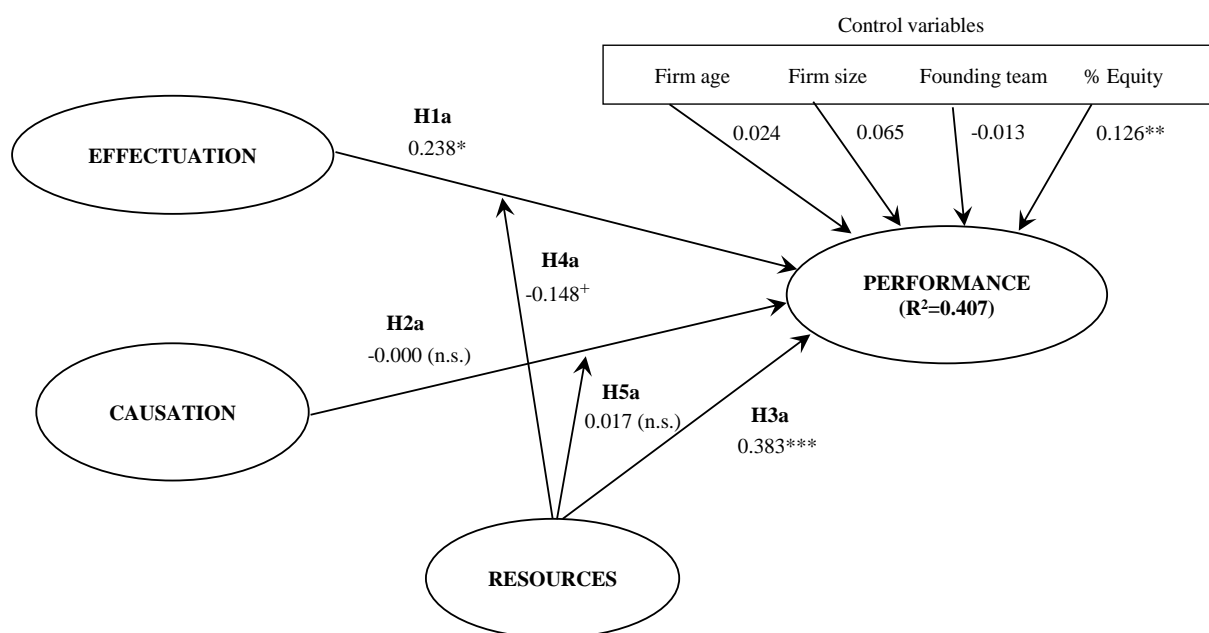 Control variables
Firm age Firm size Founding team % Equity
0.024 0.065 -0.013 0.126**
H1a
0.238*
EFFECTUATION
H4a
-0.148⁺
PERFORMANCE
(R²=0.407)
H2a
-0.000 (n.s.)
CAUSATION
H5a
0.017 (n.s.)
H3a
0.383***
RESOURCES